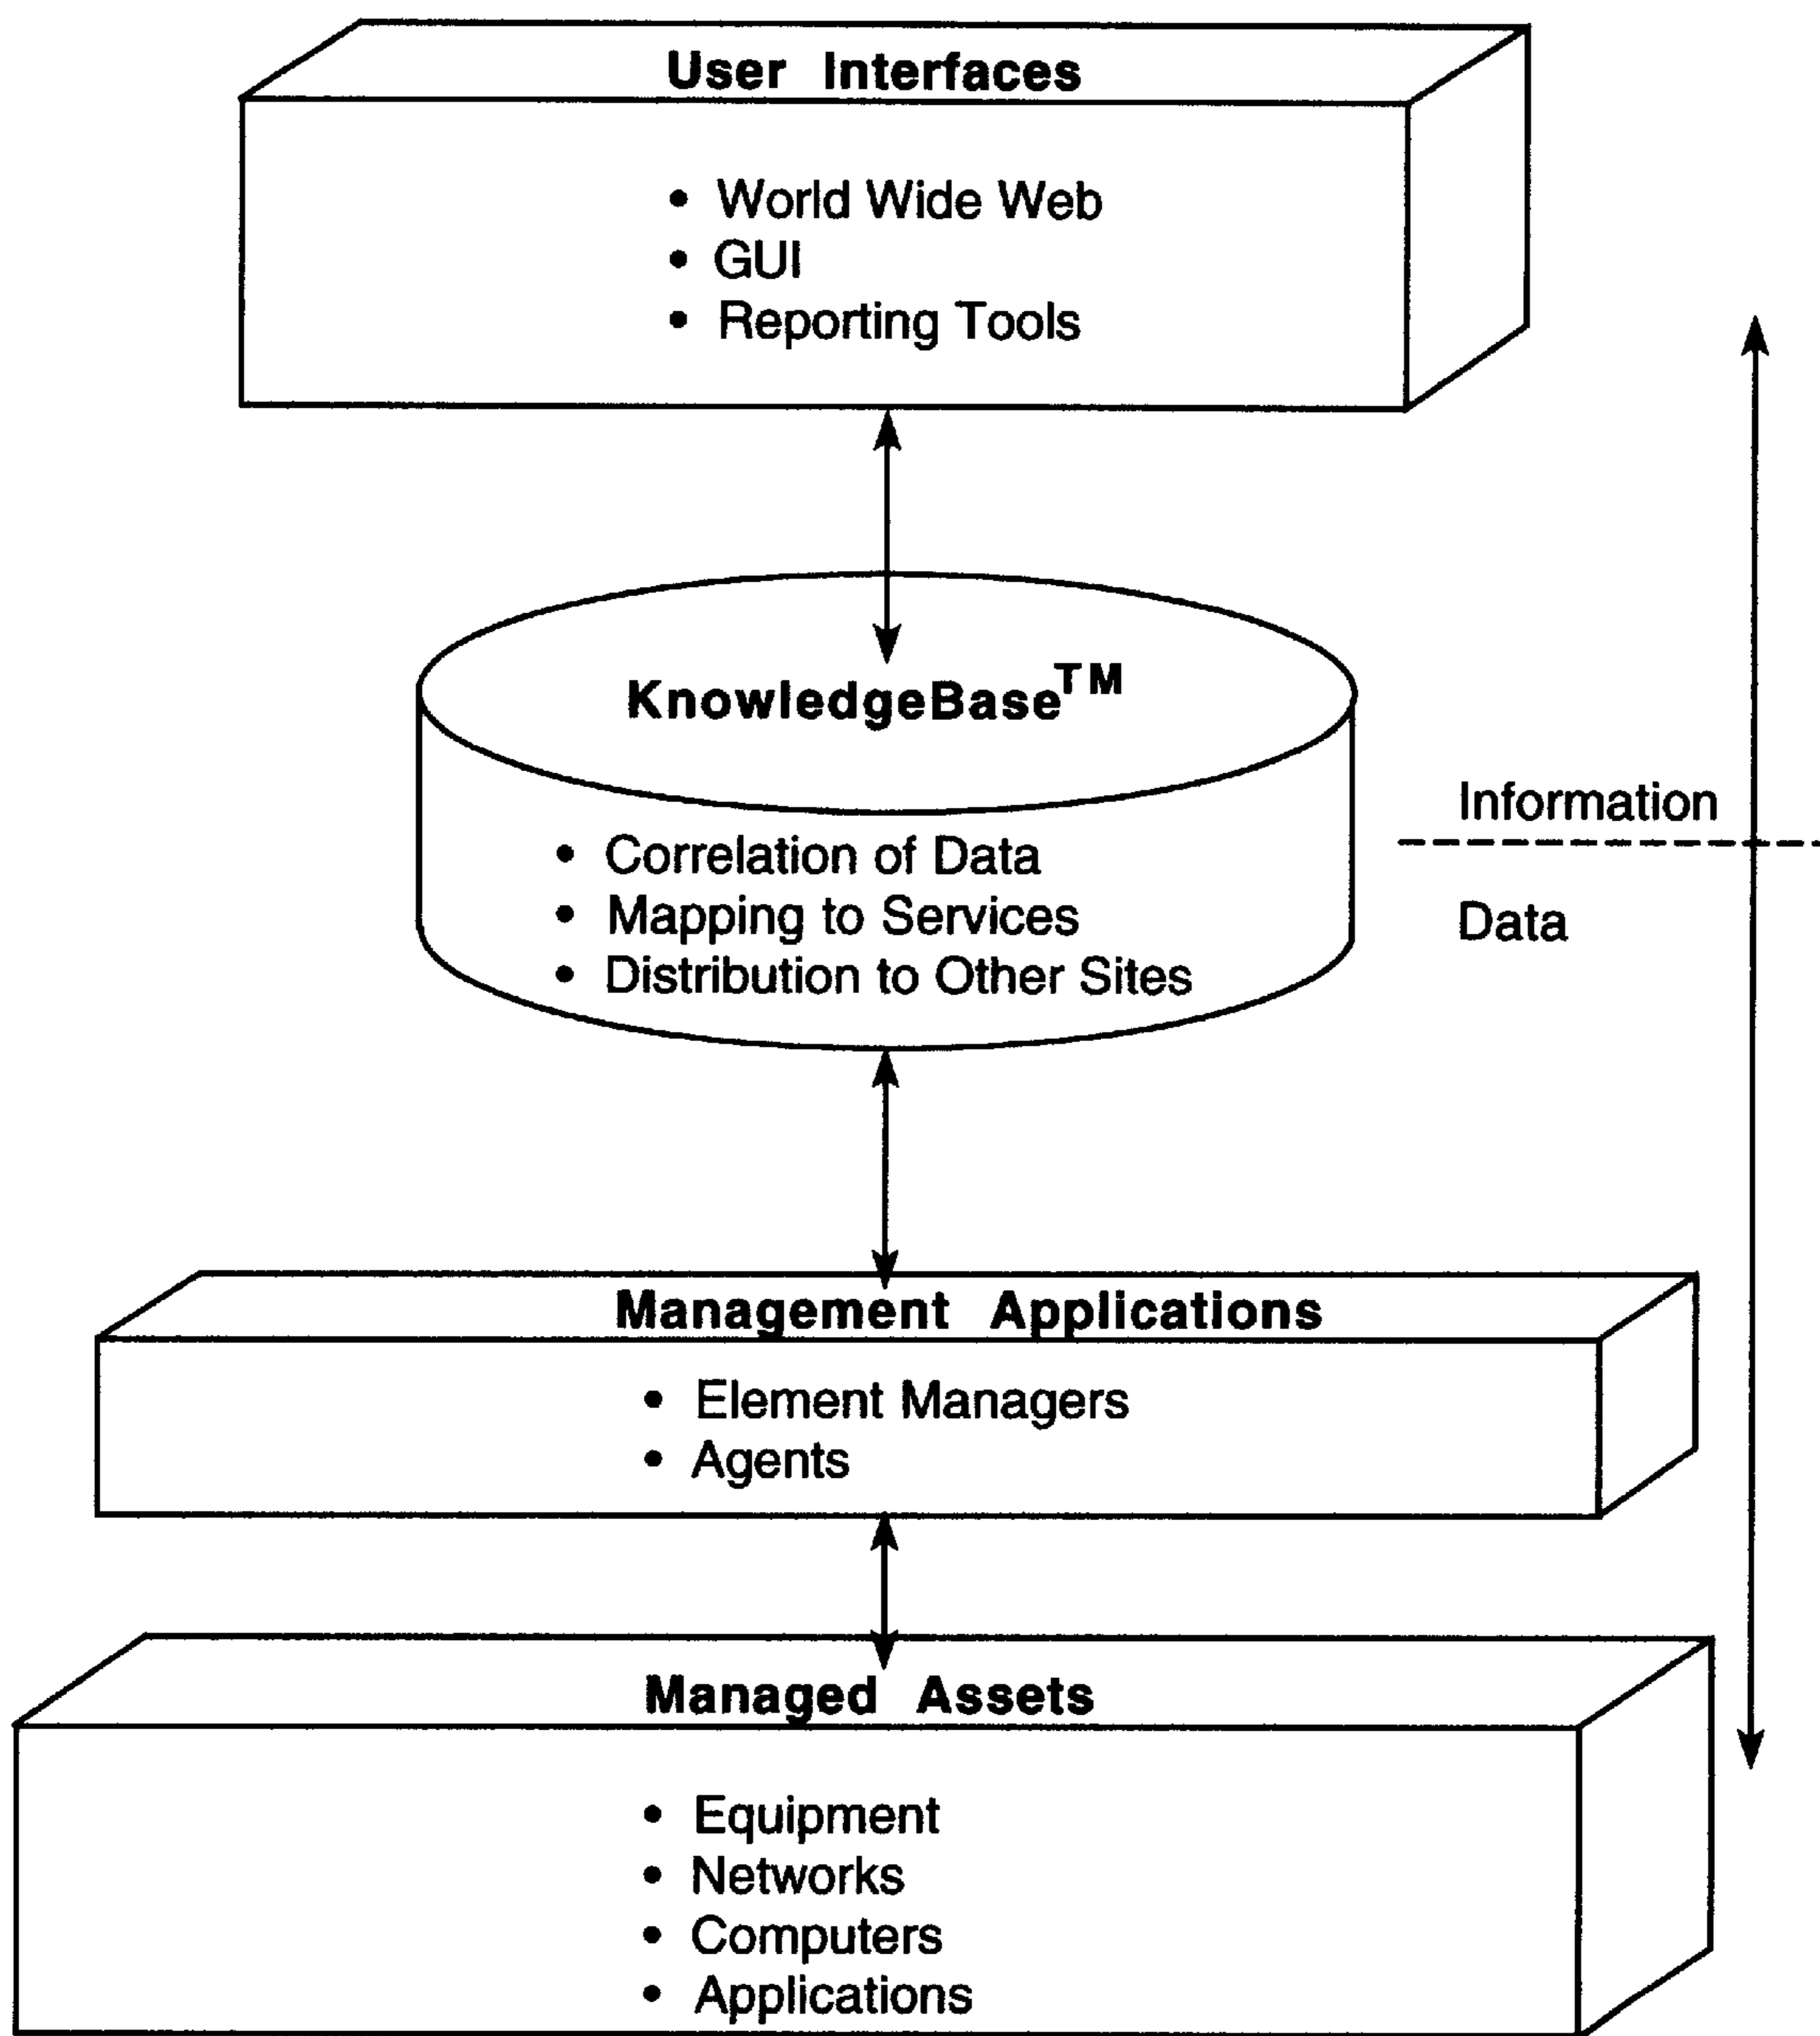 User Interfaces
• World Wide Web
• GUI
• Reporting Tools
KnowledgeBase™
• Correlation of Data
• Mapping to Services
• Distribution to Other Sites
Information
Data
Management Applications
• Element Managers
• Agents
Managed Assets
• Equipment
• Networks
• Computers
• Applications